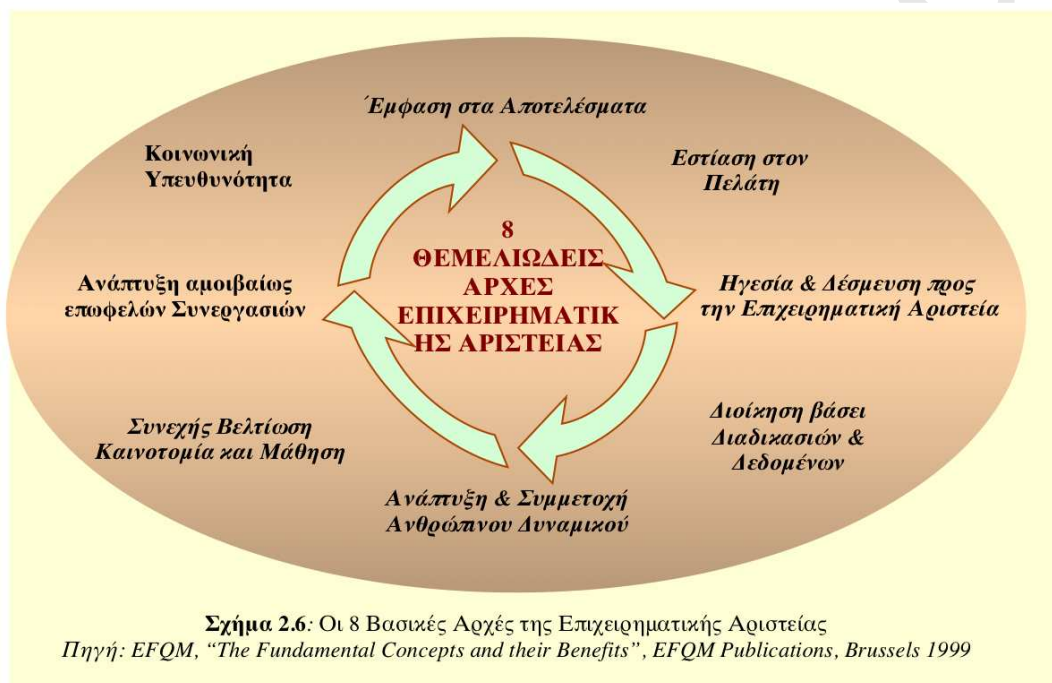 Έμφαση στα Αποτελέσματα
Κοινωνική
Υπευθυνότητα
Εστίαση στον
Πελάτη
8
ΘΕΜΕΛΙΩΔΕΙΣ
ΑΡΧΕΣ
ΕΠΙΧΕΙΡΗΜΑΤΙΚ
ΗΣ ΑΡΙΣΤΕΙΑΣ
Ανάπτυξη αμοιβαίως
επωφελών Συνεργασιών
Ηγεσία & Δέσμευση προς
την Επιχειρηματική Αριστεία
Συνεχής Βελτίωση
Καινοτομία και Μάθηση
Διοίκηση βάσει
Διαδικασιών &
Δεδομένων
Ανάπτυξη & Συμμετοχή
Ανθρώπινου Δυναμικού
Σχήμα 2.6: Οι 8 Βασικές Αρχές της Επιχειρηματικής Αριστείας
Πηγή: EFQM, “The Fundamental Concepts and their Benefits”, EFQM Publications, Brussels 1999